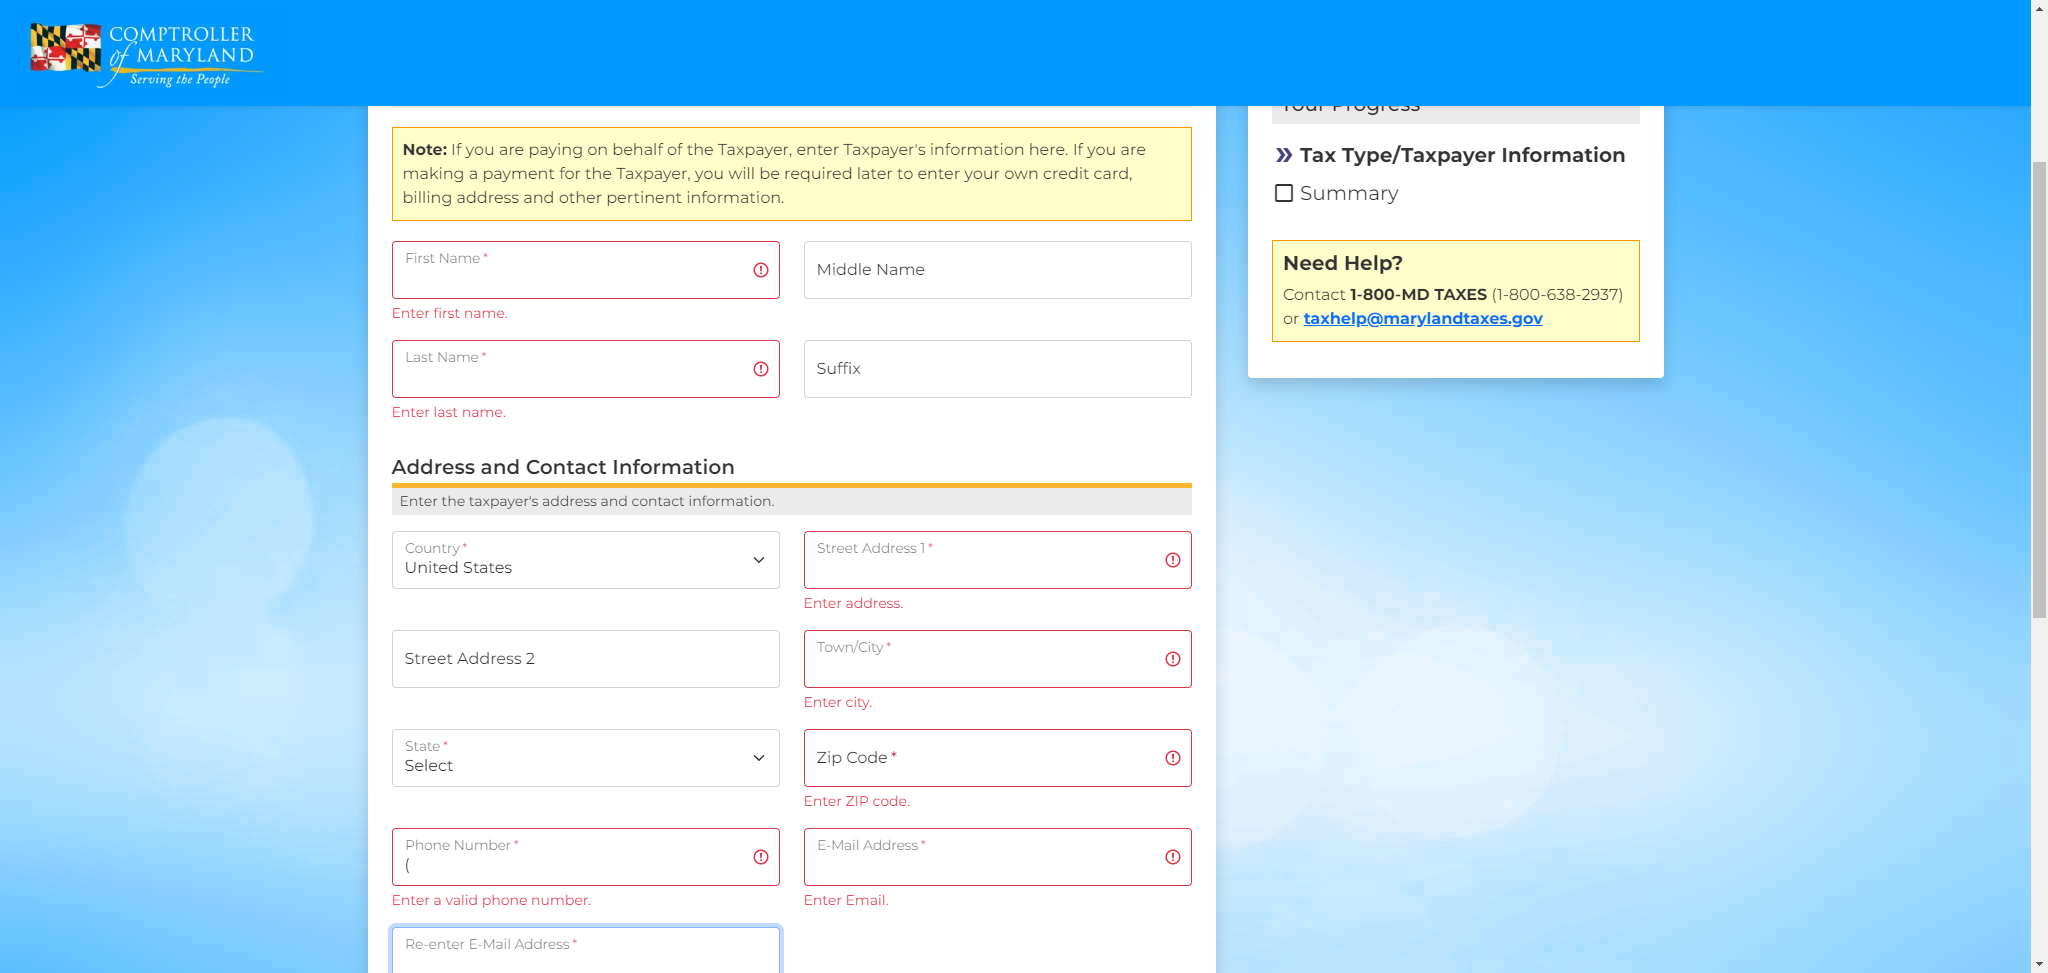 COMPTROLLER
of MARYLAND
Serving the People
Your Progress
Note: If you are paying on behalf of the Taxpayer, enter Taxpayer's information here. If you are
making a payment for the Taxpayer, you will be required later to enter your own credit card,
billing address and other pertinent information.
First Name *
Enter first name.
Middle Name
Last Name *
Enter last name.
Suffix
Address and Contact Information
Enter the taxpayer's address and contact information.
Country *
United States
Street Address 1 *
Enter address.
Street Address 2
Town/City *
Enter city.
State *
Select
Zip Code *
Enter ZIP code.
Phone Number *
(
Enter a valid phone number.
E-Mail Address *
Enter Email.
Re-enter E-Mail Address *
Tax Type/Taxpayer Information
Summary
Need Help?
Contact 1-800-MD TAXES (1-800-638-2937)
or taxhelp@marylandtaxes.gov